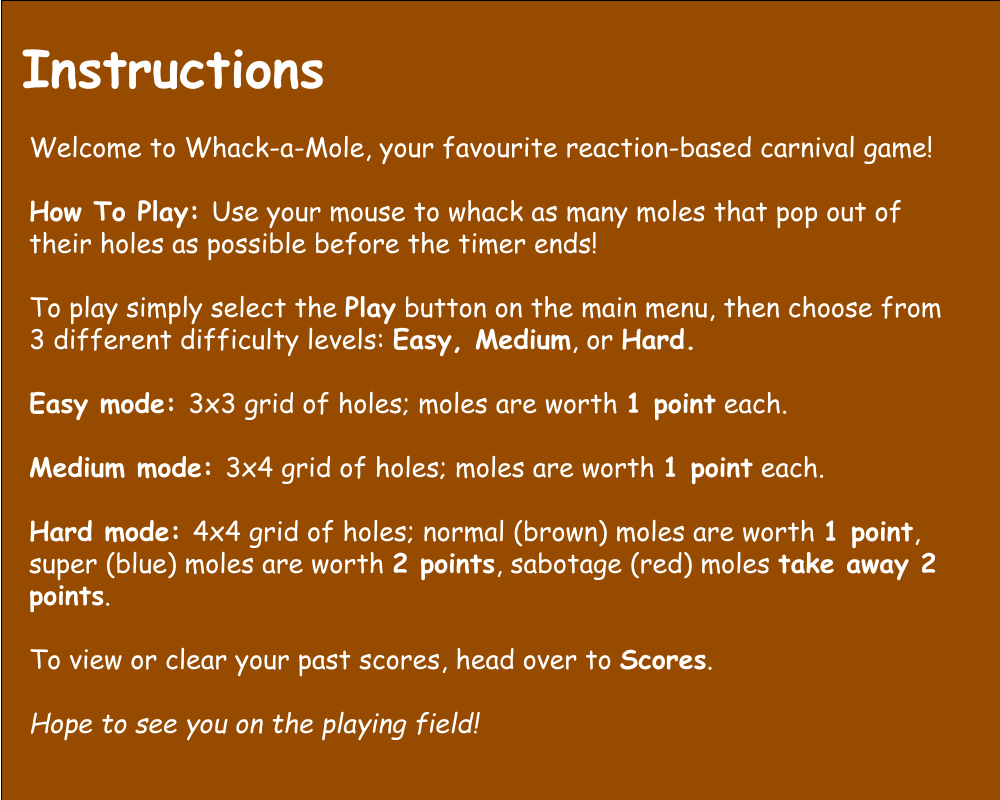 Instructions
Welcome to Whack-a-Mole, your favourite reaction-based carnival game!
How To Play: Use your mouse to whack as many moles that pop out of
their holes as possible before the timer ends!
To play simply select the Play button on the main menu, then choose from
3 different difficulty levels: Easy, Medium, or Hard.
Easy mode: 3x3 grid of holes; moles are worth 1 point each.
Medium mode: 3x4 grid of holes; moles are worth 1 point each.
Hard mode: 4x4 grid of holes; normal (brown) moles are worth 1 point,
super (blue) moles are worth 2 points, sabotage (red) moles take away 2
points.
To view or clear your past scores, head over to Scores.
Hope to see you on the playing field!